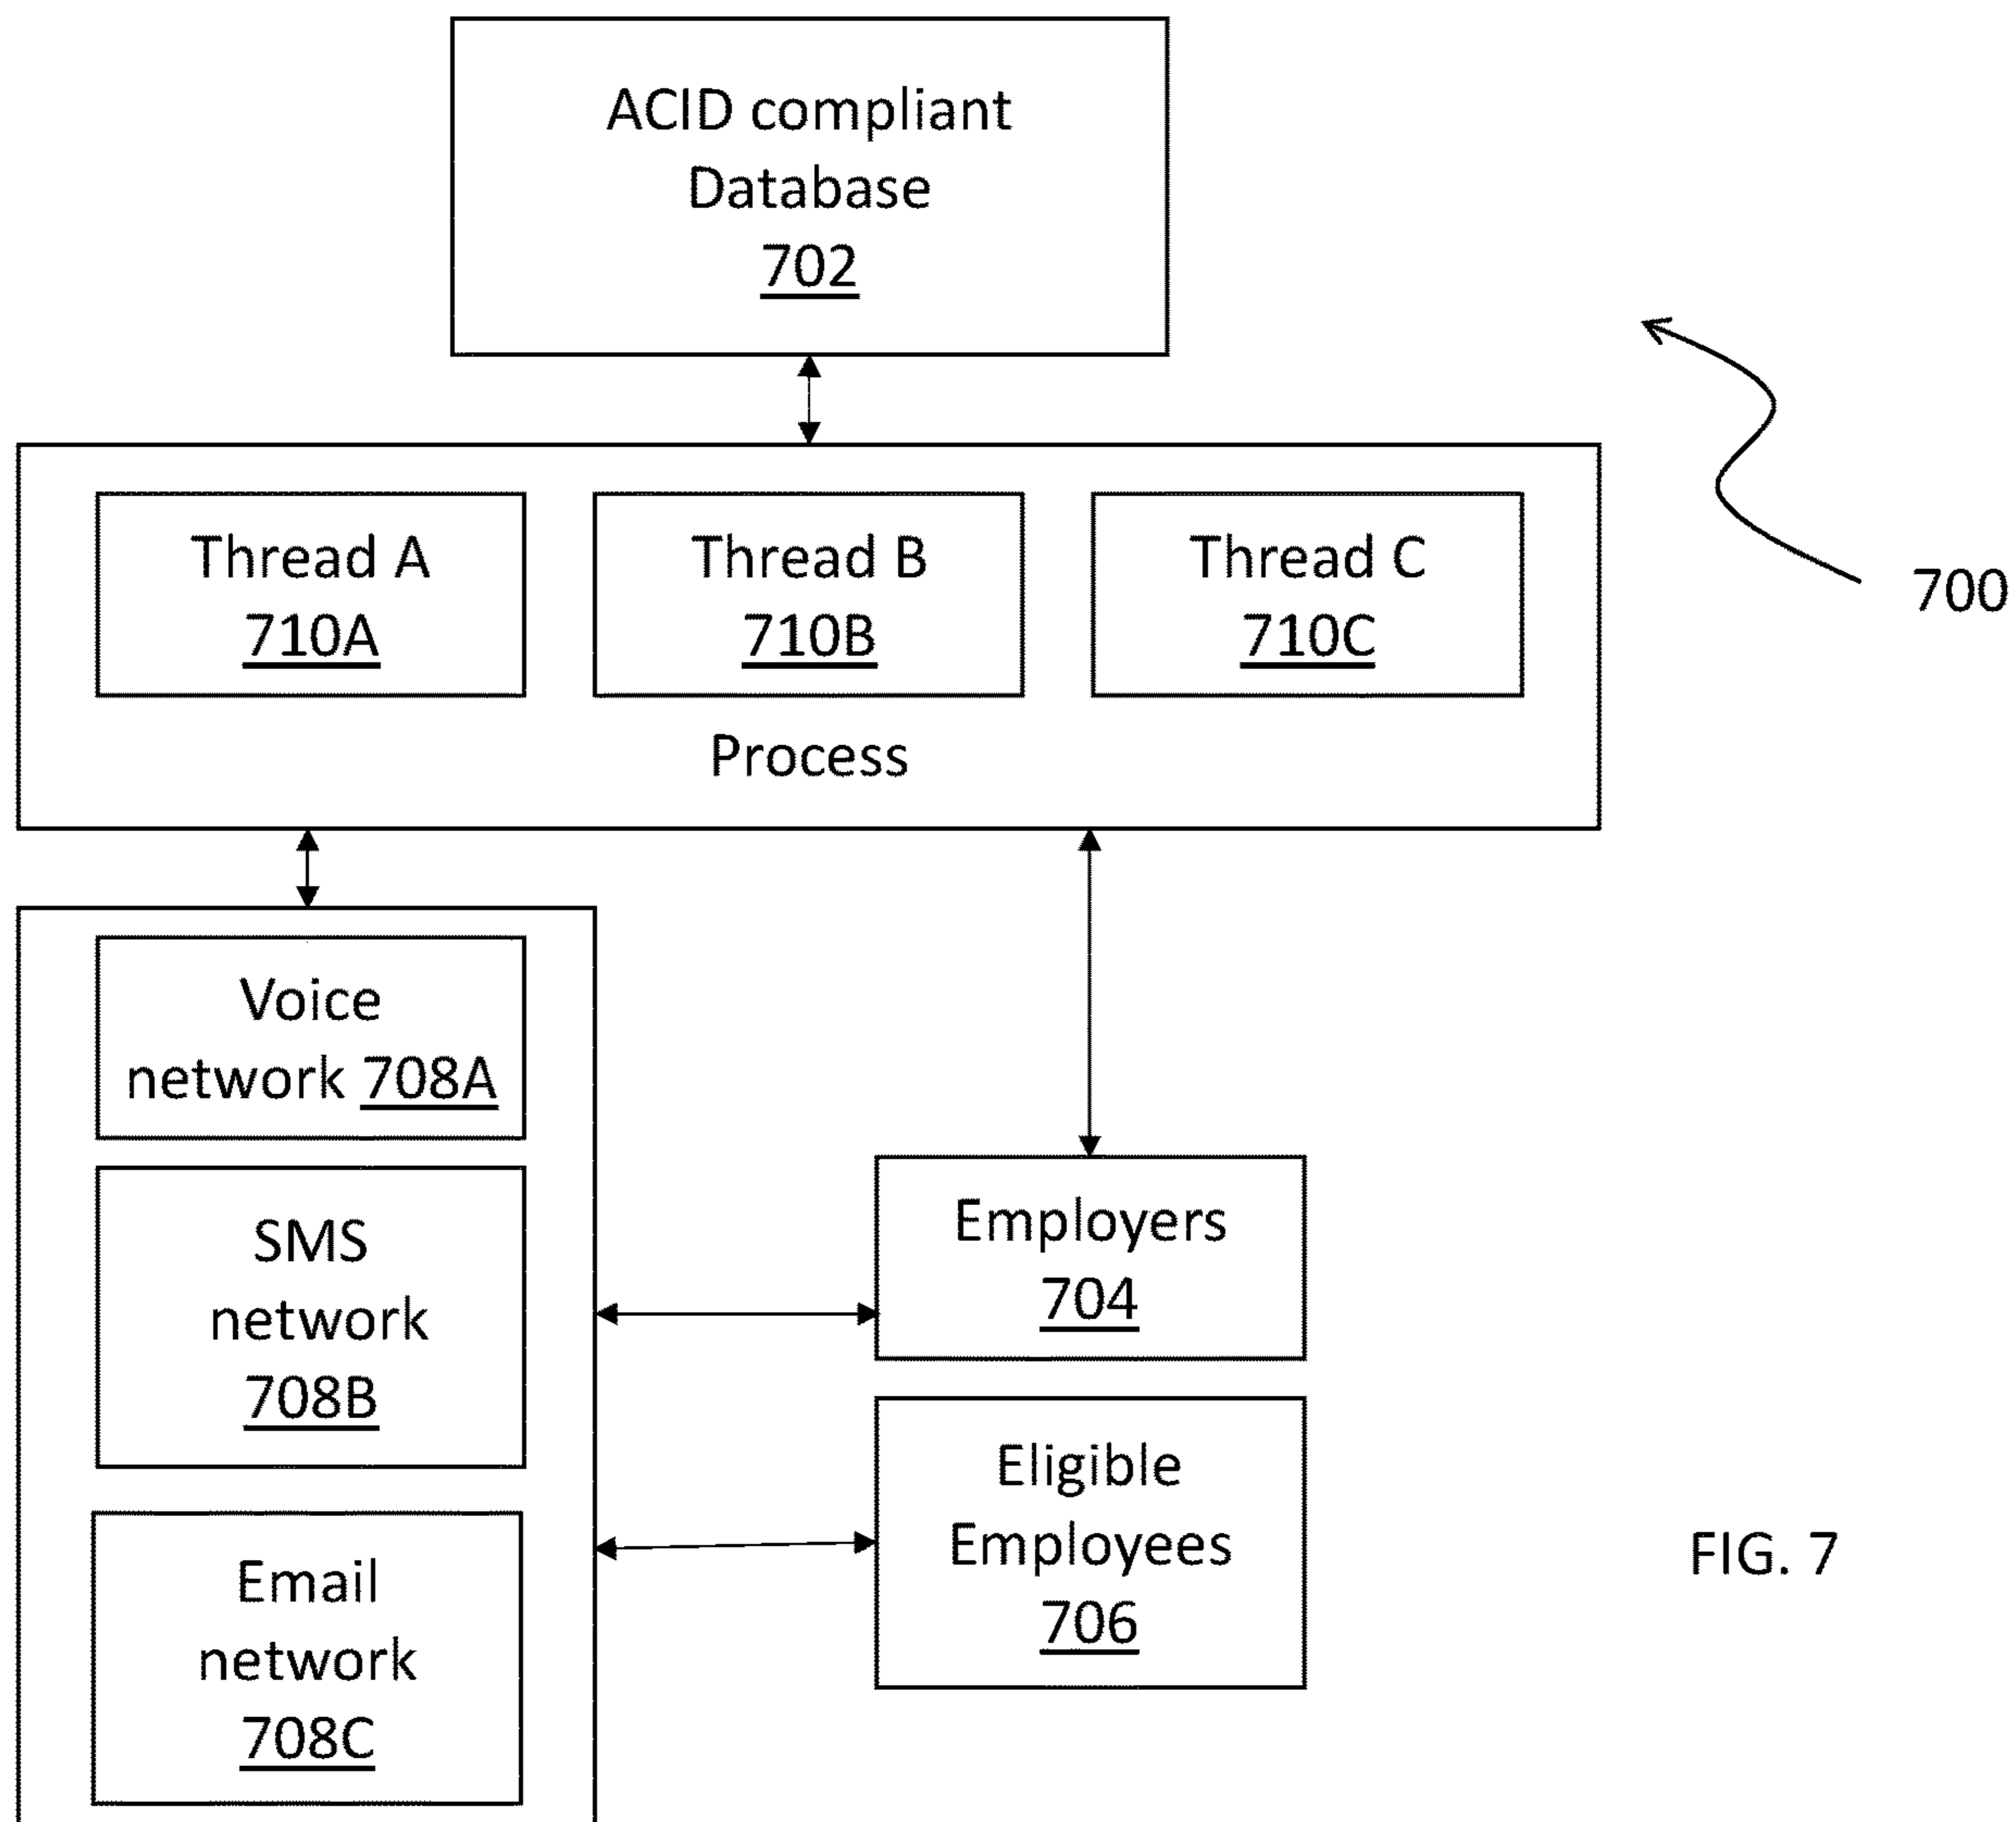 ACID compliant
Database
702
Thread A
710A
Thread B
710B
Thread C
710C
Process
700
Voice
network 708A
SMS
network
708B
Email
network
708C
Employers
704
Eligible
Employees
706
FIG. 7